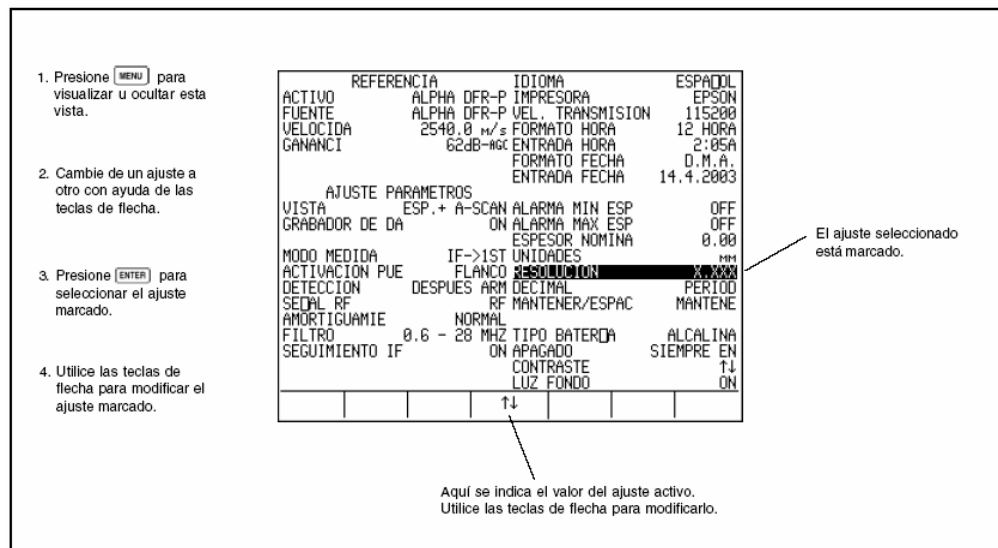 1. Presione MENU para
visualizar u ocultar esta
vista.
2. Cambie de un ajuste a
otro con ayuda de las
teclas de flecha.
3. Presione ENTER para
seleccionar el ajuste
marcado.
4. Utilice las teclas de
flecha para modificar el
ajuste marcado.
REFERENCIA
ACTIVO ALPHA DFR-P
FUENTE ALPHA DFR-P
VELOCIDA 2540.0 M/s
GANANCI 62dB-AGC
AJUSTE PARAMETROS
VISTA ESP.+ A-SCAN
GRABADOR DE DA ON
MODO MEDIDA IF->1ST
ACTIVACION PUE FLANCO
DETECCION DESPUES ARM
SE□AL RF RF
AMORTIGUAMIE NORMAL
FILTRO 0.6 - 28 MHZ
SEGUIMIENTO IF ON
IDIOMA ESPA□OL
IMPRESORA EPSON
VEL. TRANSMISION 115200
FORMATO HORA 12 HORA
ENTRADA HORA 2:05A
FORMATO FECHA D.M.A.
ENTRADA FECHA 14.4.2003
ALARMA MIN ESP OFF
ALARMA MAX ESP OFF
ESPESOR NOMINA 0.00
UNIDADES MM
RESOLUCION X.XXX
DECIMAL PERIOD
MANTENER/ESPAC MANTENE
TIPO BATER□A ALCALINA
APAGADO SIEMPRE EN
CONTRASTE ↑↓
LUZ FONDO ON
↑↓
El ajuste seleccionado
está marcado.
Aquí se indica el valor del ajuste activo.
Utilice las teclas de flecha para modificarlo.